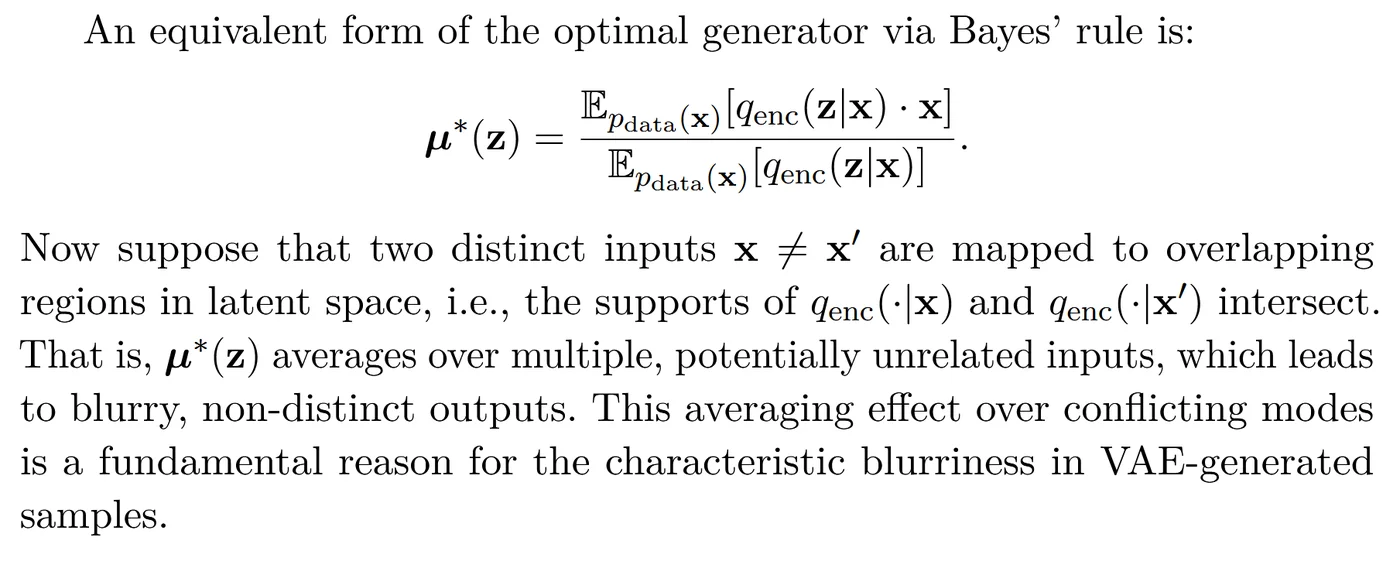 An equivalent form of the optimal generator via Bayes’ rule is:
𝝁*(𝐳) = 𝔼_{p_data(𝐱)}[q_enc(𝐳|𝐱) · 𝐱] / 𝔼_{p_data(𝐱)}[q_enc(𝐳|𝐱)] .
Now suppose that two distinct inputs 𝐱 ≠ 𝐱′ are mapped to overlapping
regions in latent space, i.e., the supports of q_enc(·|𝐱) and q_enc(·|𝐱′) intersect.
That is, 𝝁*(𝐳) averages over multiple, potentially unrelated inputs, which leads
to blurry, non-distinct outputs. This averaging effect over conflicting modes
is a fundamental reason for the characteristic blurriness in VAE-generated
samples.